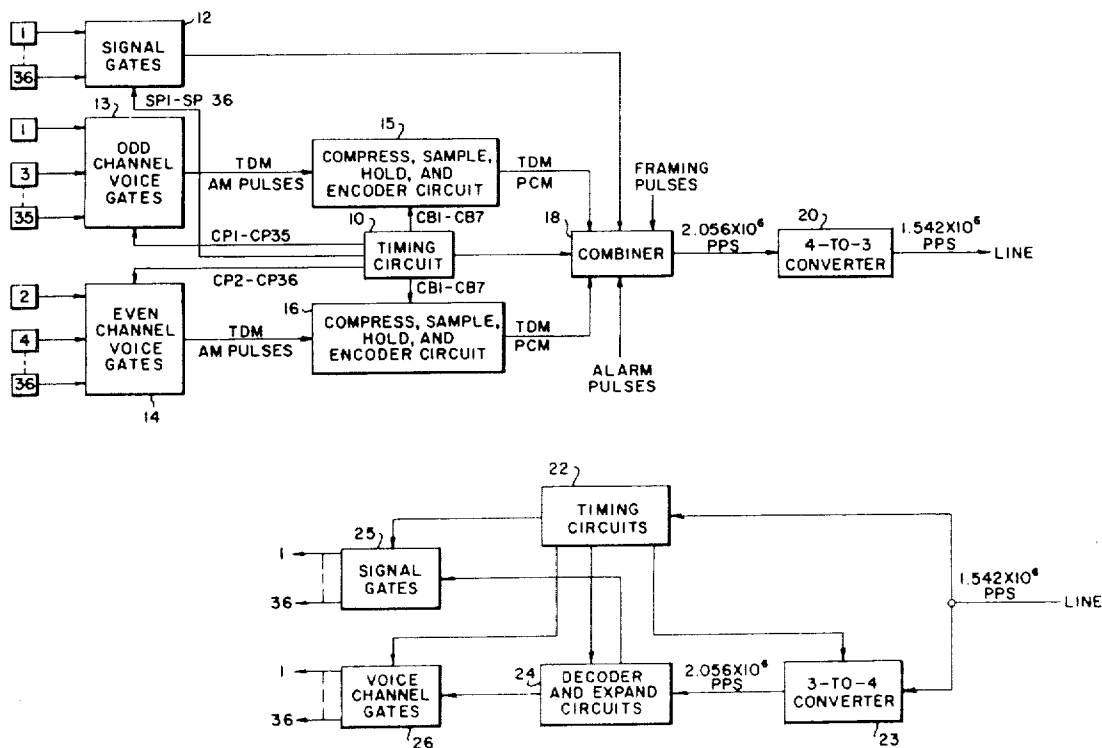 12
1
SIGNAL
GATES
36
SP1-SP 36
13
1
ODD
CHANNEL
VOICE
GATES
3
35
TDM
AM PULSES
15
COMPRESS, SAMPLE,
HOLD, AND
ENCODER CIRCUIT
TDM
PCM
FRAMING
PULSES
10
CB1-CB7
CP1-CP35
TIMING
CIRCUIT
18
COMBINER
2.056X10⁶
PPS
20
4-TO-3
CONVERTER
1.542X10⁶
PPS
LINE
CP2-CP36
CB1-CB7
2
EVEN
CHANNEL
VOICE
GATES
4
36
14
TDM
AM PULSES
16
COMPRESS, SAMPLE,
HOLD, AND
ENCODER CIRCUIT
TDM
PCM
ALARM
PULSES
22
TIMING
CIRCUITS
25
1
SIGNAL
GATES
36
1.542X10⁶
PPS
LINE
1
VOICE
CHANNEL
GATES
36
26
24
DECODER
AND EXPAND
CIRCUITS
2.056X10⁶
PPS
3-TO-4
CONVERTER
23